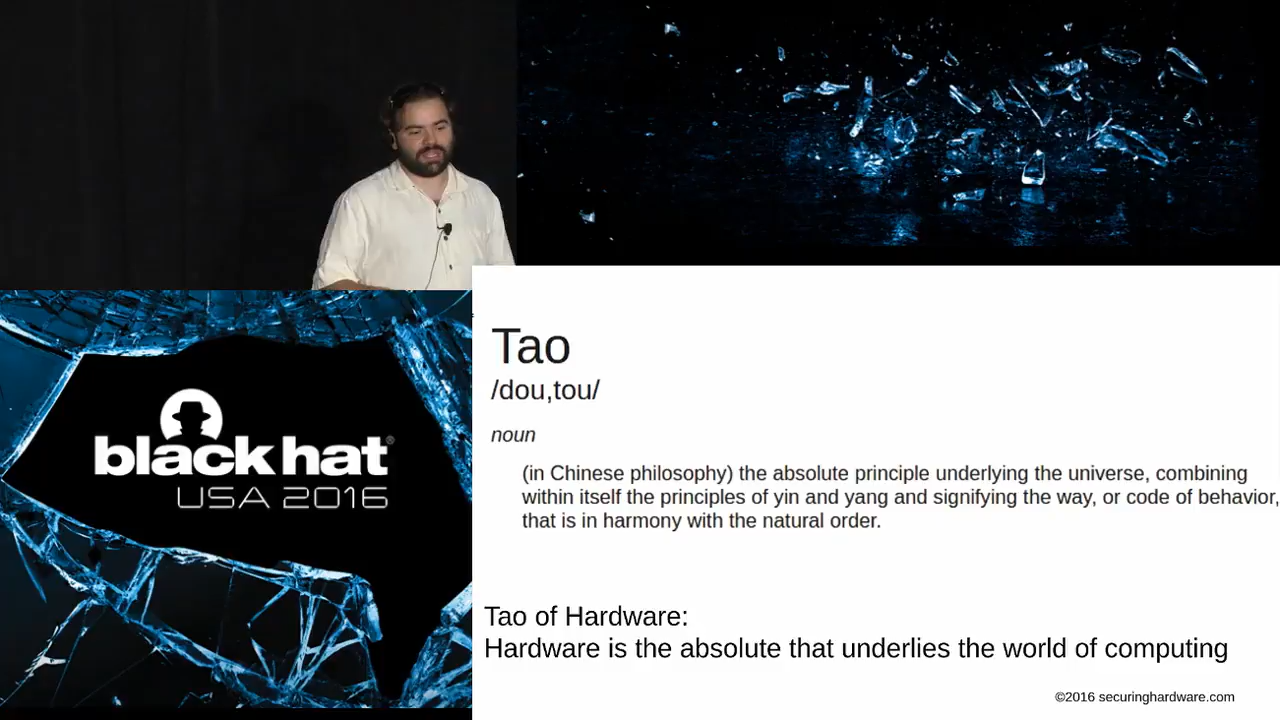 black hat®
USA 2016
Tao
/dou,tou/
noun
(in Chinese philosophy) the absolute principle underlying the universe, combining
within itself the principles of yin and yang and signifying the way, or code of behavior,
that is in harmony with the natural order.
Tao of Hardware:
Hardware is the absolute that underlies the world of computing
©2016 securinghardware.com